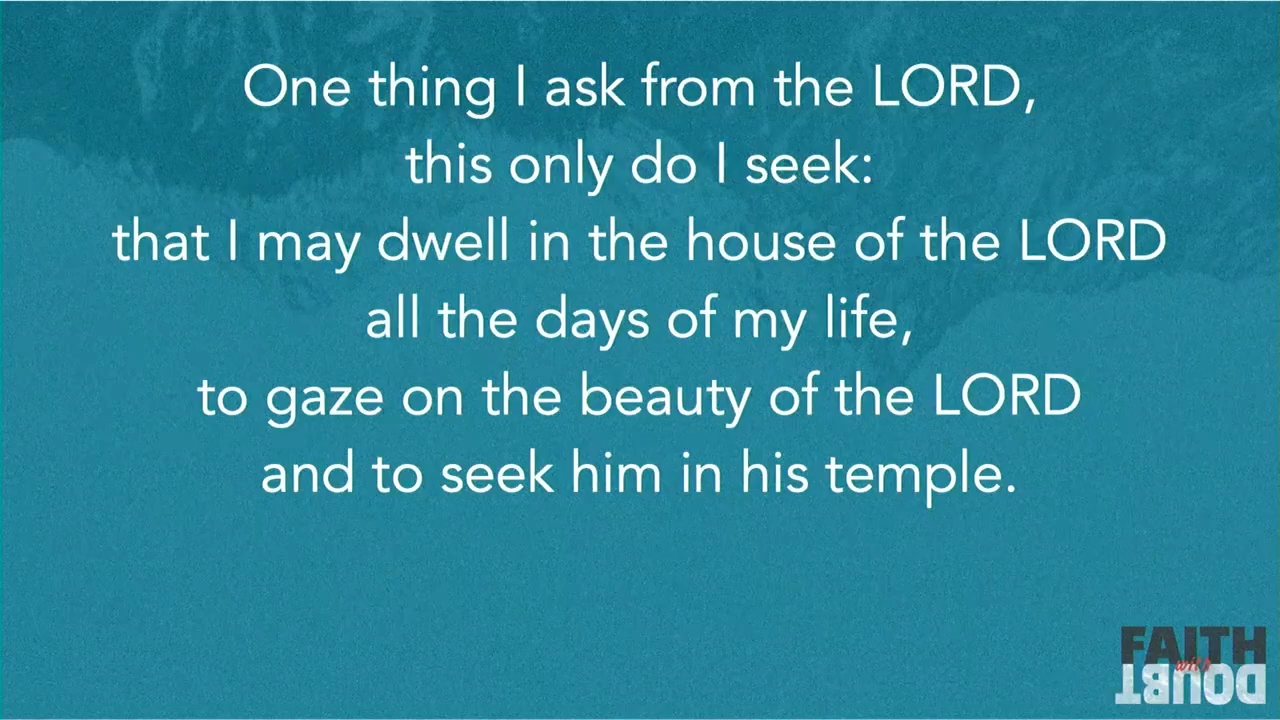 One thing I ask from the LORD,
this only do I seek:
that I may dwell in the house of the LORD
all the days of my life,
to gaze on the beauty of the LORD
and to seek him in his temple.
FAITH
with
DOUBT